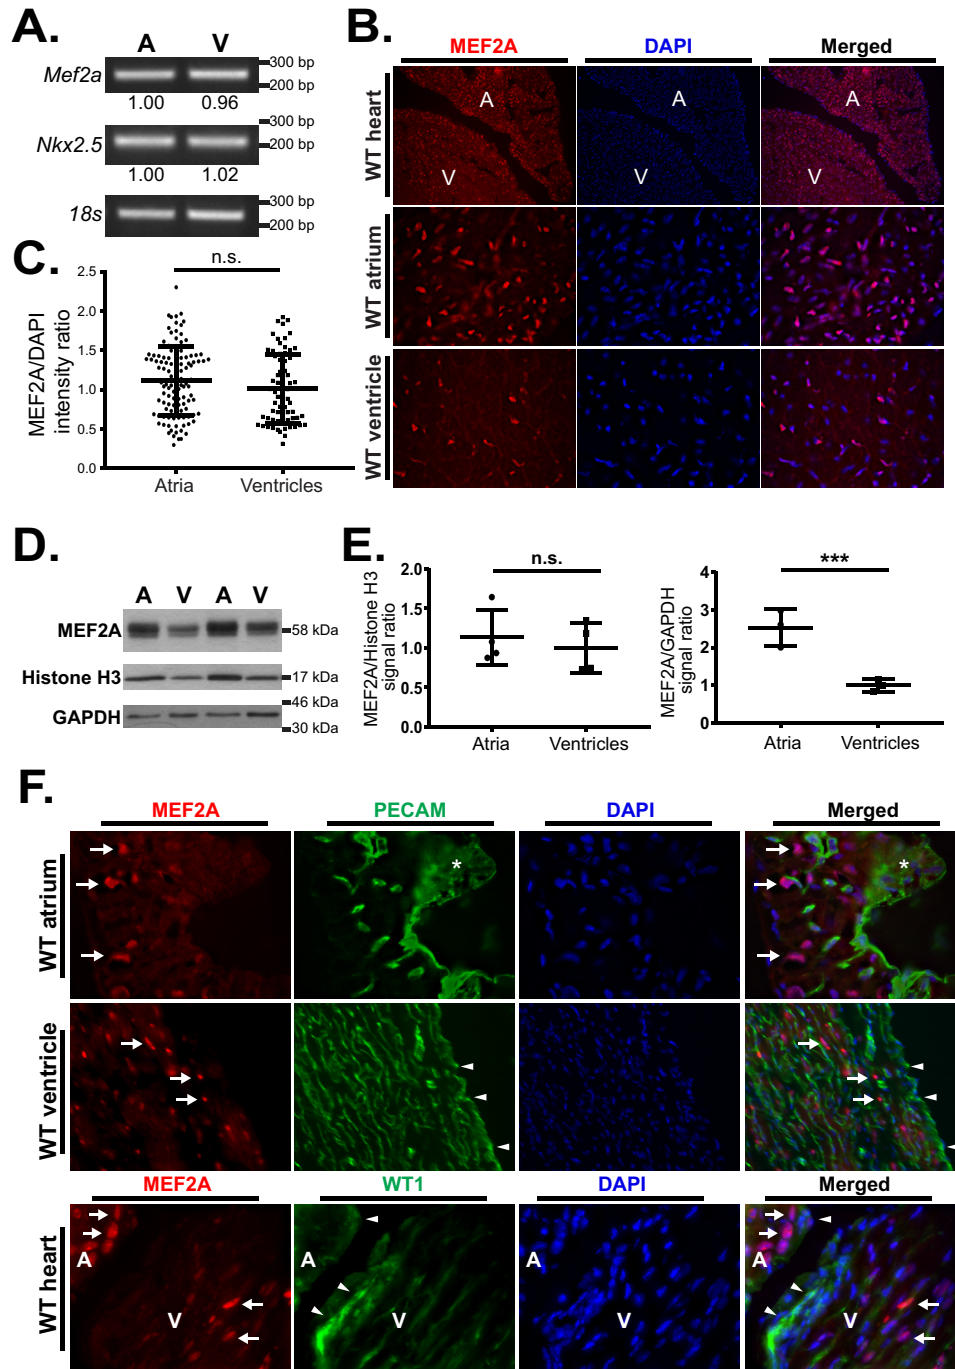 A.
A V
Mef2a
300 bp
200 bp
1.00 0.96
Nkx2.5
300 bp
200 bp
1.00 1.02
18s
300 bp
200 bp
B.
MEF2A DAPI Merged
WT heart
A A A
V V V
WT atrium
WT ventricle
C.
n.s.
MEF2A/DAPI
intensity ratio
2.5
2.0
1.5
1.0
0.5
0.0
Atria Ventricles
D.
A V A V
MEF2A
58 kDa
Histone H3
17 kDa
46 kDa
GAPDH
30 kDa
E.
MEF2A/Histone H3
signal ratio
n.s.
2.0
1.5
1.0
0.5
0.0
Atria Ventricles
MEF2A/GAPDH
signal ratio
***
4
3
2
1
0
Atria Ventricles
F.
MEF2A PECAM DAPI Merged
WT atrium
* *
WT ventricle
MEF2A WT1 DAPI Merged
WT heart
A A A
V V V